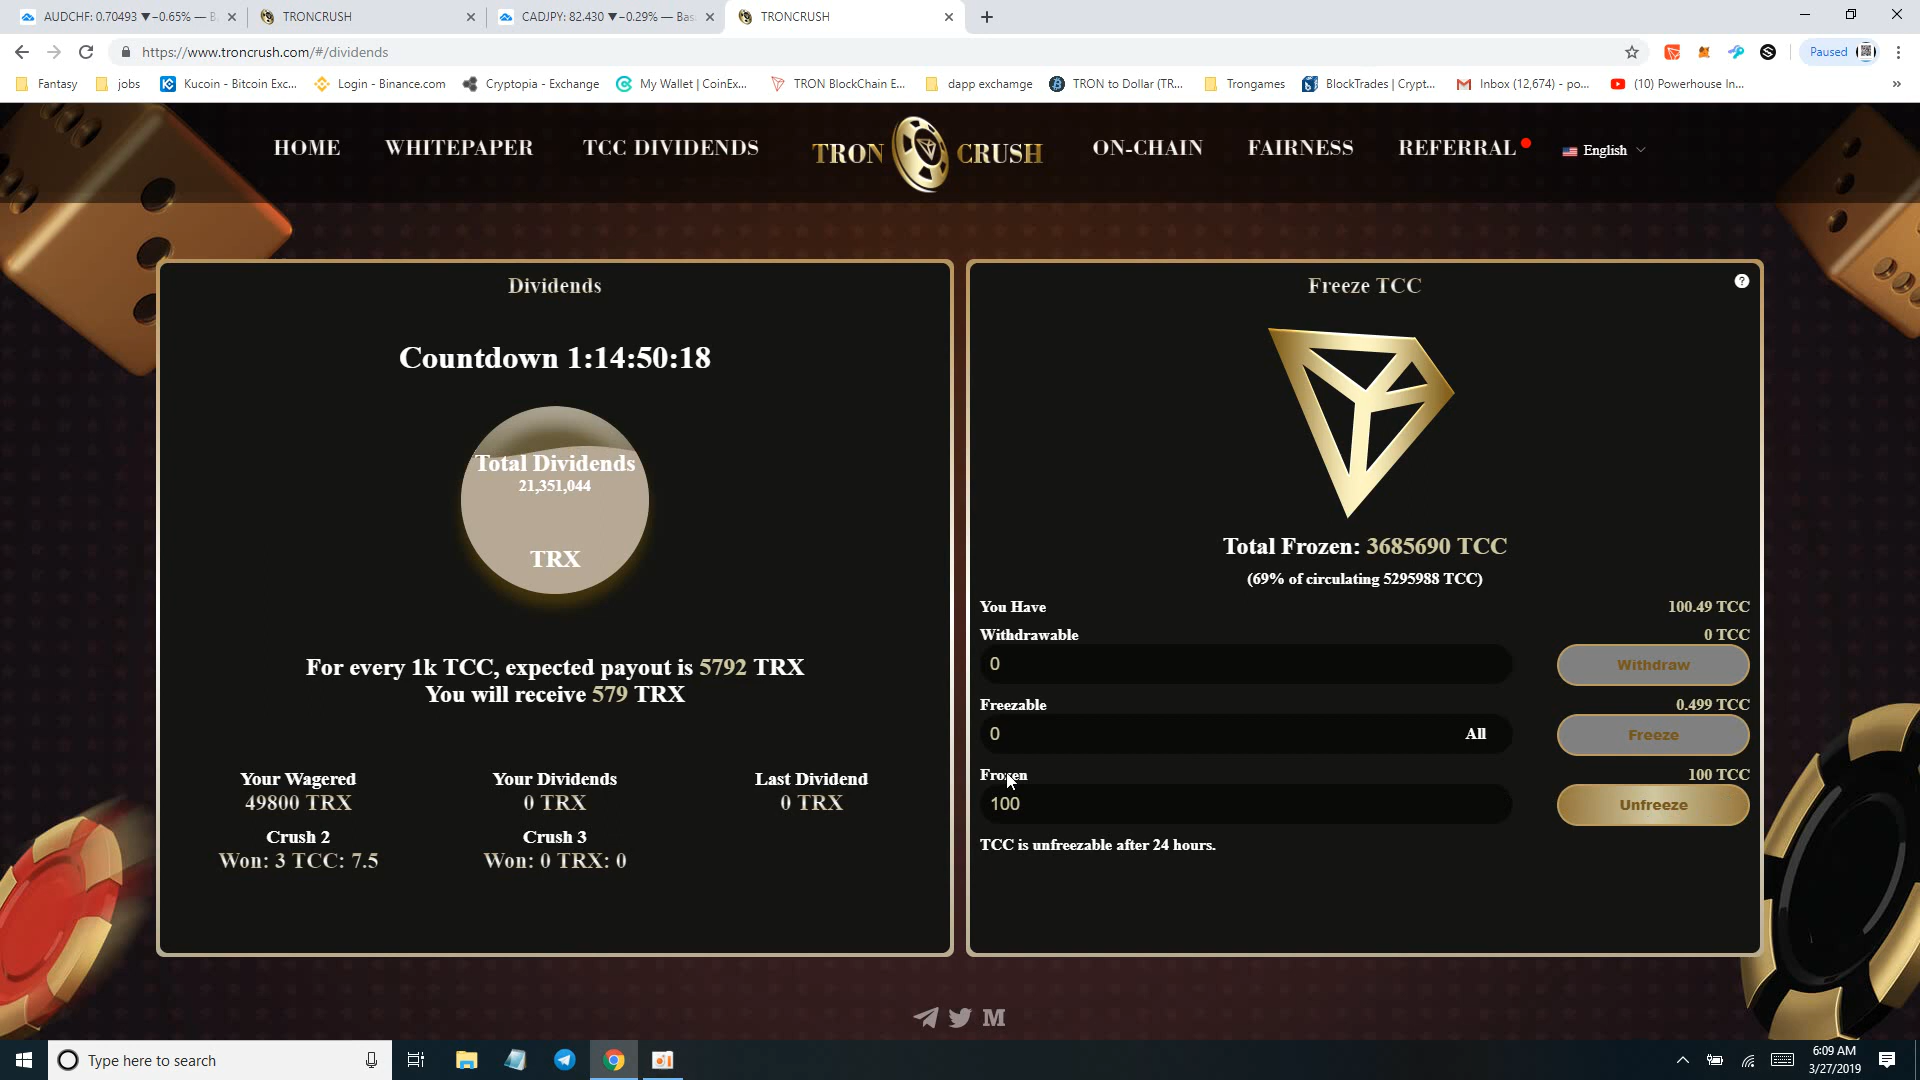 AUDCHF: 0.70493 ▼−0.65% — B
TRONCRUSH
CADJPY: 82.430 ▼−0.29% — Bas
TRONCRUSH
https://www.troncrush.com/#/dividends
Paused
Fantasy
jobs
Kucoin - Bitcoin Exc...
Login - Binance.com
Cryptopia - Exchange
My Wallet | CoinEx...
TRON BlockChain E...
dapp exchamge
TRON to Dollar (TR...
Trongames
BlockTrades | Crypt...
Inbox (12,674) - po...
(10) Powerhouse In...
»
HOME
WHITEPAPER
TCC DIVIDENDS
TRON CRUSH
ON-CHAIN
FAIRNESS
REFERRAL
English
Dividends
Countdown 1:14:50:18
Total Dividends
21,351,044
TRX
For every 1k TCC, expected payout is 5792 TRX
You will receive 579 TRX
Your Wagered
49800 TRX
Your Dividends
0 TRX
Last Dividend
0 TRX
Crush 2
Won: 3 TCC: 7.5
Crush 3
Won: 0 TRX: 0
Freeze TCC
?
Total Frozen: 3685690 TCC
(69% of circulating 5295988 TCC)
You Have
100.49 TCC
Withdrawable
0 TCC
0
Withdraw
Freezable
0.499 TCC
0
All
Freeze
Frozen
100 TCC
100
Unfreeze
TCC is unfreezable after 24 hours.
M
Type here to search
6:09 AM
3/27/2019